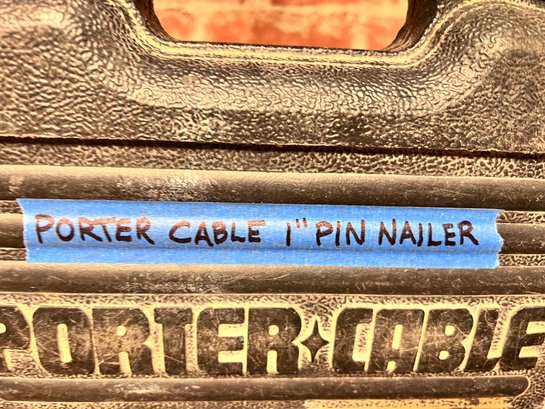 PORTER CABLE 1" PIN NAILER
PORTER✦CABLE